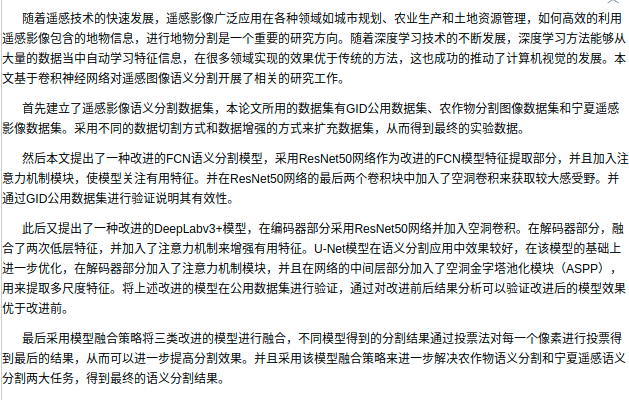 随着遥感技术的快速发展，遥感影像广泛应用在各种领域如城市规划、农业生产和土地资源管理，如何高效的利用
遥感影像包含的地物信息，进行地物分割是一个重要的研究方向。随着深度学习技术的不断发展，深度学习方法能够从
大量的数据当中自动学习特征信息，在很多领域实现的效果优于传统的方法，这也成功的推动了计算机视觉的发展。本
文基于卷积神经网络对遥感图像语义分割开展了相关的研究工作。
首先建立了遥感影像语义分割数据集，本论文所用的数据集有GID公用数据集、农作物分割图像数据集和宁夏遥感
影像数据集。采用不同的数据切割方式和数据增强的方式来扩充数据集，从而得到最终的实验数据。
然后本文提出了一种改进的FCN语义分割模型，采用ResNet50网络作为改进的FCN模型特征提取部分，并且加入注
意力机制模块，使模型关注有用特征。并在ResNet50网络的最后两个卷积块中加入了空洞卷积来获取较大感受野。并
通过GID公用数据集进行验证说明其有效性。
此后又提出了一种改进的DeepLabv3+模型，在编码器部分采用ResNet50网络并加入空洞卷积。在解码器部分，融
合了两次低层特征，并加入了注意力机制来增强有用特征。U-Net模型在语义分割应用中效果较好，在该模型的基础上
进一步优化，在解码器部分加入了注意力机制模块，并且在网络的中间层部分加入了空洞金字塔池化模块（ASPP），
用来提取多尺度特征。将上述改进的模型在公用数据集进行验证，通过对改进前后结果分析可以验证改进后的模型效果
优于改进前。
最后采用模型融合策略将三类改进的模型进行融合，不同模型得到的分割结果通过投票法对每一个像素进行投票得
到最后的结果，从而可以进一步提高分割效果。并且采用该模型融合策略来进一步解决农作物语义分割和宁夏遥感语义
分割两大任务，得到最终的语义分割结果。